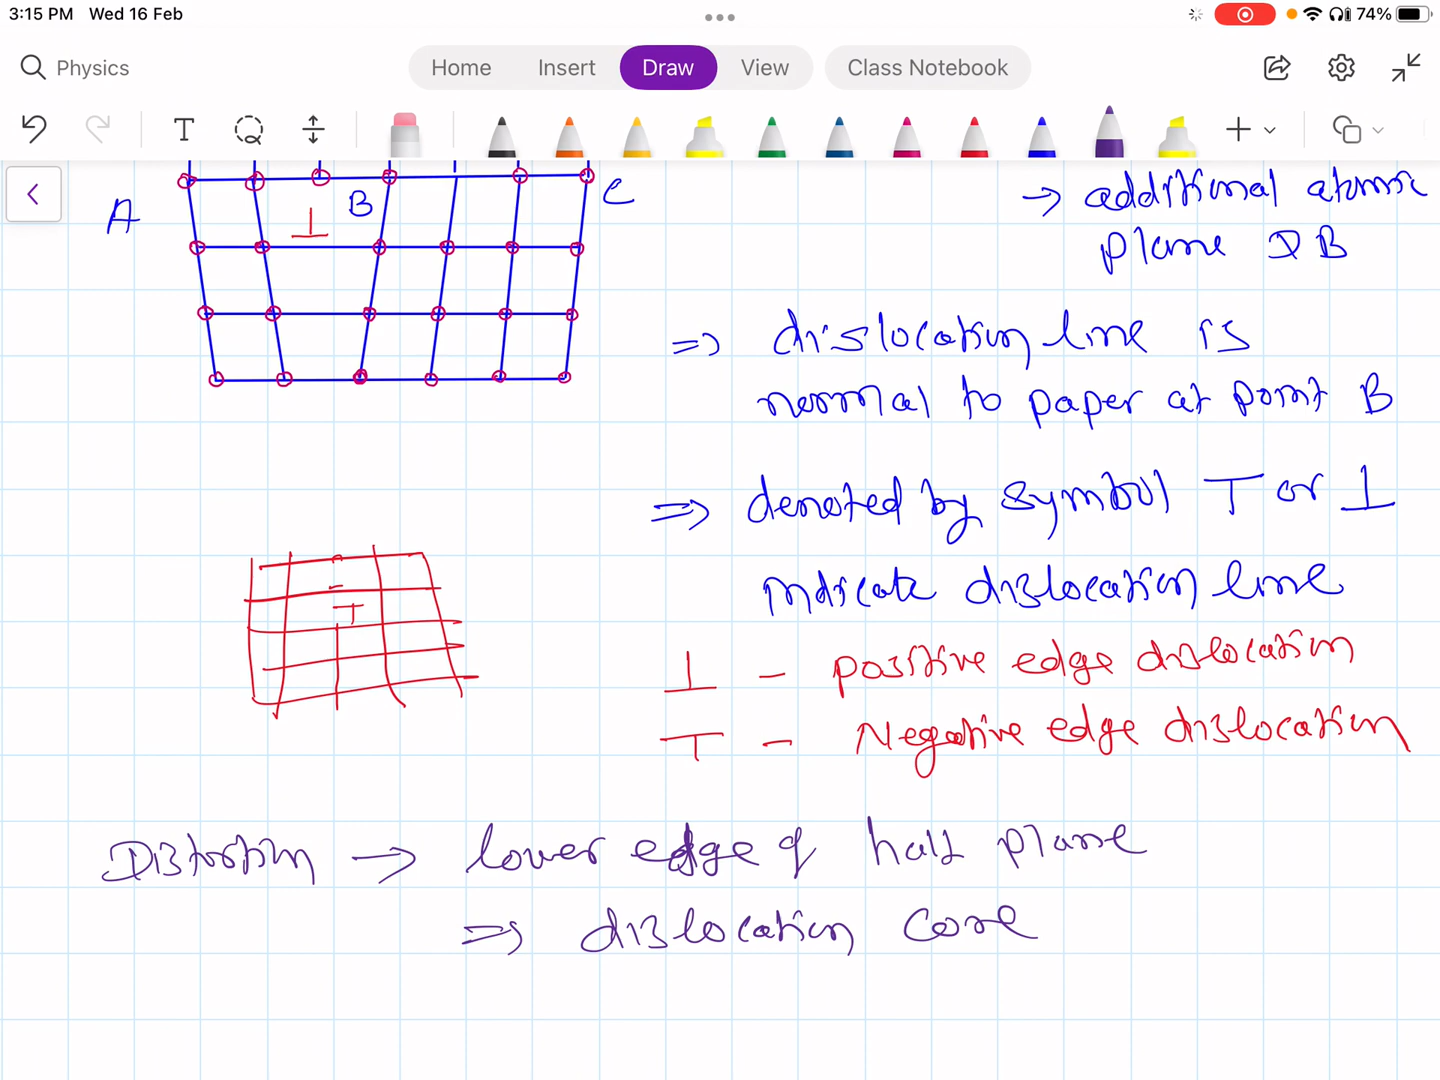 3:15 PM Wed 16 Feb
74%
Physics
Home Insert Draw View Class Notebook
T
A B C
⊥
→ additional atomic
plane DB
⇒ dislocation line is
normal to paper at point B
⇒ denoted by symbol T or ⊥
indicate dislocation line
T
⊥ - positive edge dislocation
T - Negative edge dislocation
Distortion → lower edge of half plane
⇒ dislocation core